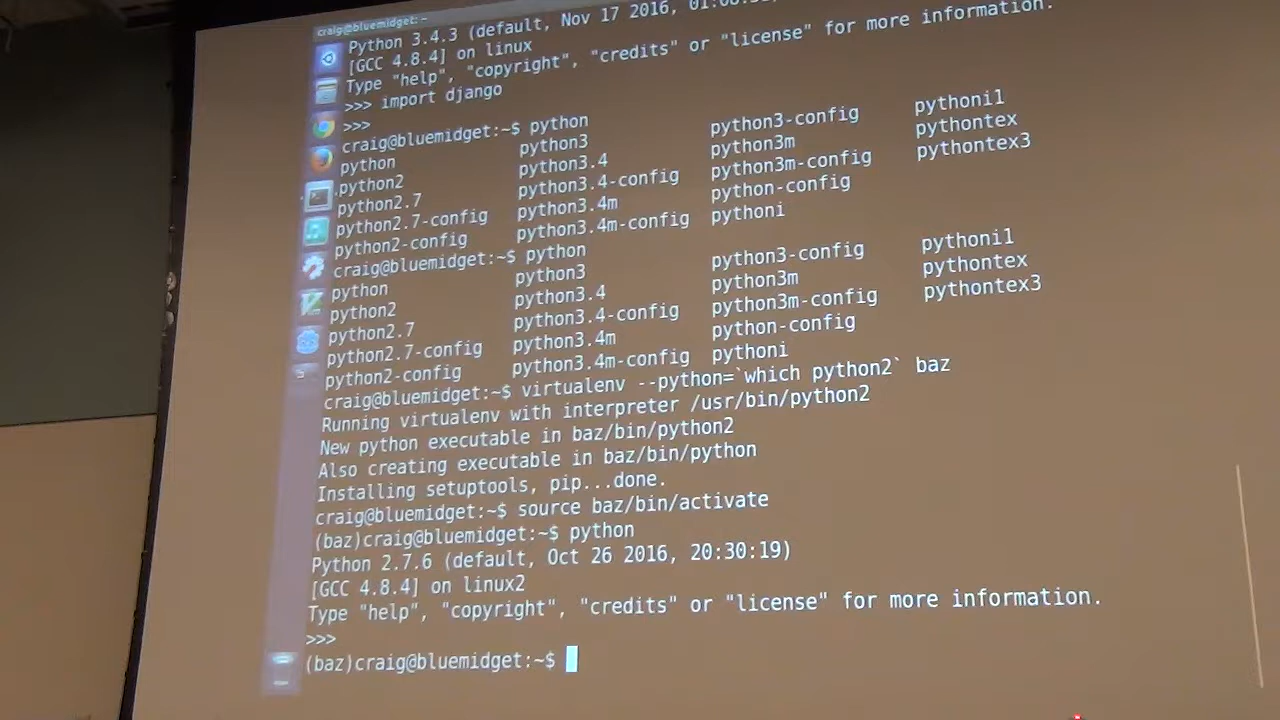 craig@bluemidget: ~
Python 3.4.3 (default, Nov 17 2016,
[GCC 4.8.4] on linux
Type "help", "copyright", "credits" or "license" for more information.
>>> import django
>>>
craig@bluemidget:~$ python
python python3 python3-config pythoni1
python2 python3.4 python3m pythontex
python2.7 python3.4-config python3m-config pythontex3
python2.7-config python3.4m python-config
python2-config python3.4m-config pythoni
craig@bluemidget:~$ python
python python3 python3-config pythoni1
python2 python3.4 python3m pythontex
python2.7 python3.4-config python3m-config pythontex3
python2.7-config python3.4m python-config
python2-config python3.4m-config pythoni
craig@bluemidget:~$ virtualenv --python=`which python2` baz
Running virtualenv with interpreter /usr/bin/python2
New python executable in baz/bin/python2
Also creating executable in baz/bin/python
Installing setuptools, pip...done.
craig@bluemidget:~$ source baz/bin/activate
(baz)craig@bluemidget:~$ python
Python 2.7.6 (default, Oct 26 2016, 20:30:19)
[GCC 4.8.4] on linux2
Type "help", "copyright", "credits" or "license" for more information.
>>>
(baz)craig@bluemidget:~$